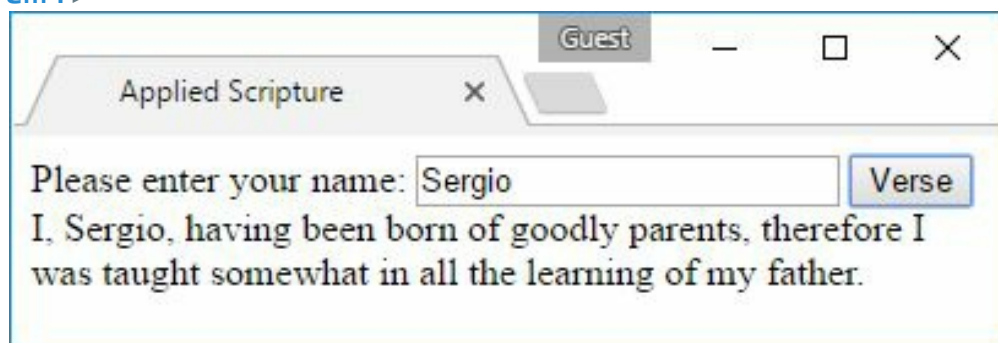 Guest
Applied Scripture
Please enter your name: Sergio Verse
I, Sergio, having been born of goodly parents, therefore I
was taught somewhat in all the learning of my father.